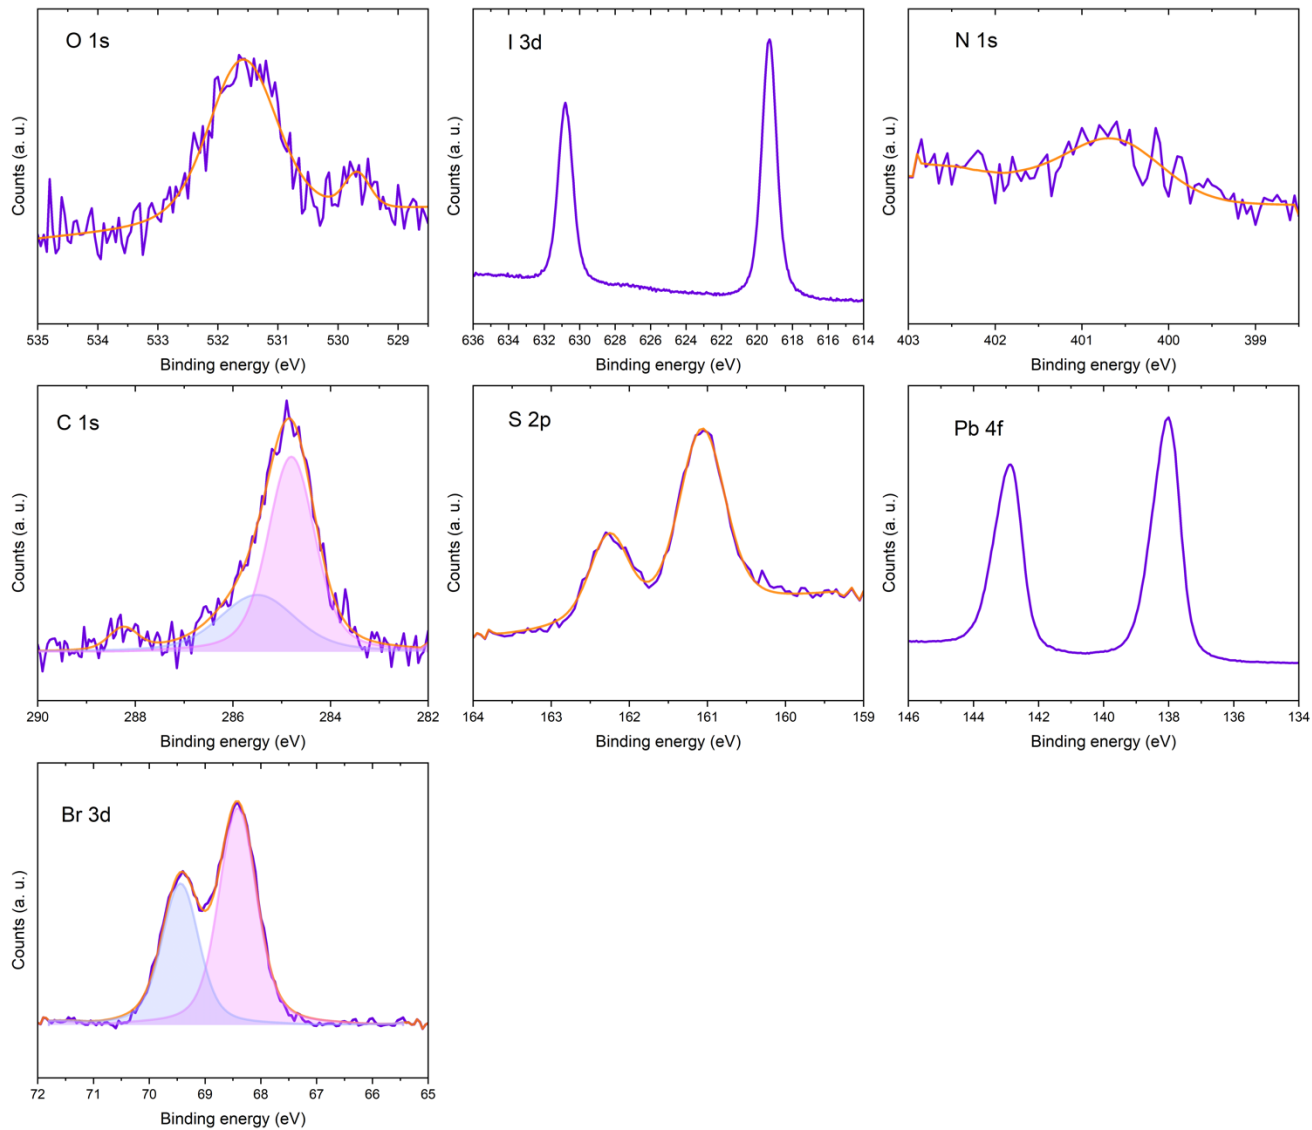 O 1s
Counts (a. u.)
535 534 533 532 531 530 529
Binding energy (eV)
I 3d
Counts (a. u.)
636 634 632 630 628 626 624 622 620 618 616 614
Binding energy (eV)
N 1s
Counts (a. u.)
403 402 401 400 399
Binding energy (eV)
C 1s
Counts (a. u.)
290 288 286 284 282
Binding energy (eV)
S 2p
Counts (a. u.)
164 163 162 161 160 159
Binding energy (eV)
Pb 4f
Counts (a. u.)
146 144 142 140 138 136 134
Binding energy (eV)
Br 3d
Counts (a. u.)
72 71 70 69 68 67 66 65
Binding energy (eV)